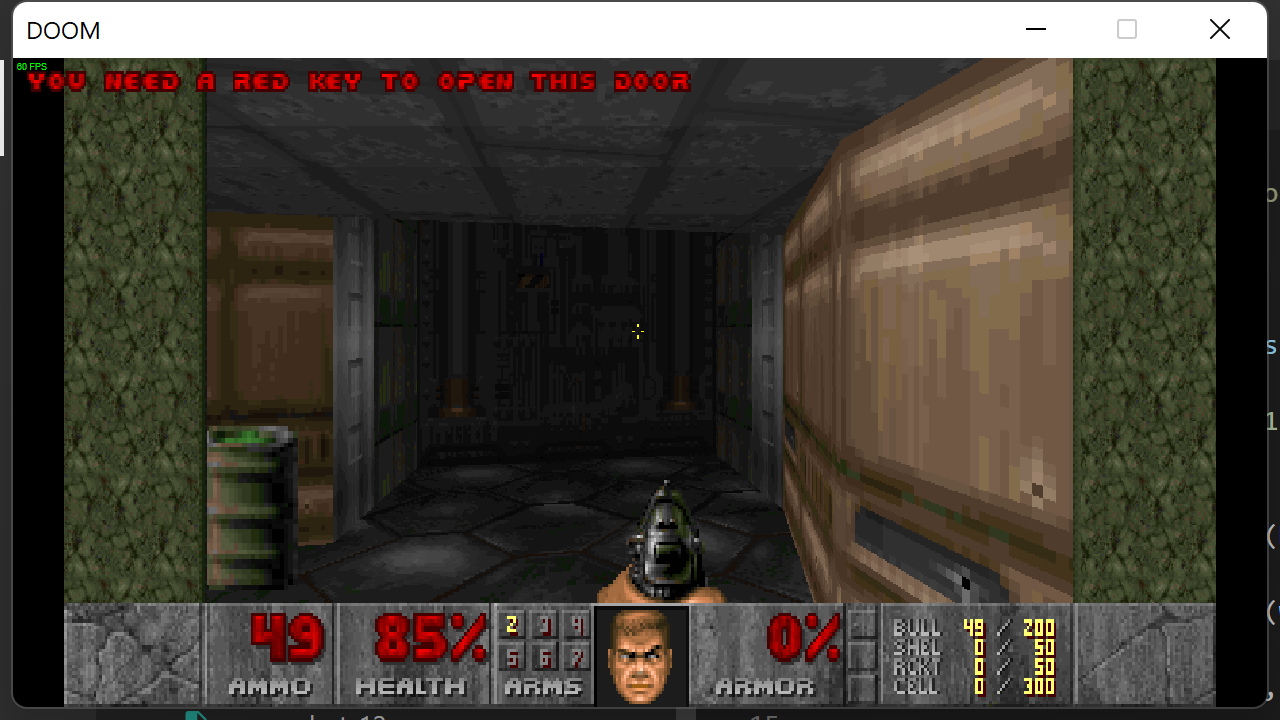 DOOM
60 FPS
YOU NEED A RED KEY TO OPEN THIS DOOR
49
AMMO
85%
HEALTH
2 3 4
5 6 7
ARMS
0%
ARMOR
BULL 49 / 200
SHEL 0 / 50
RCKT 0 / 50
CELL 0 / 300